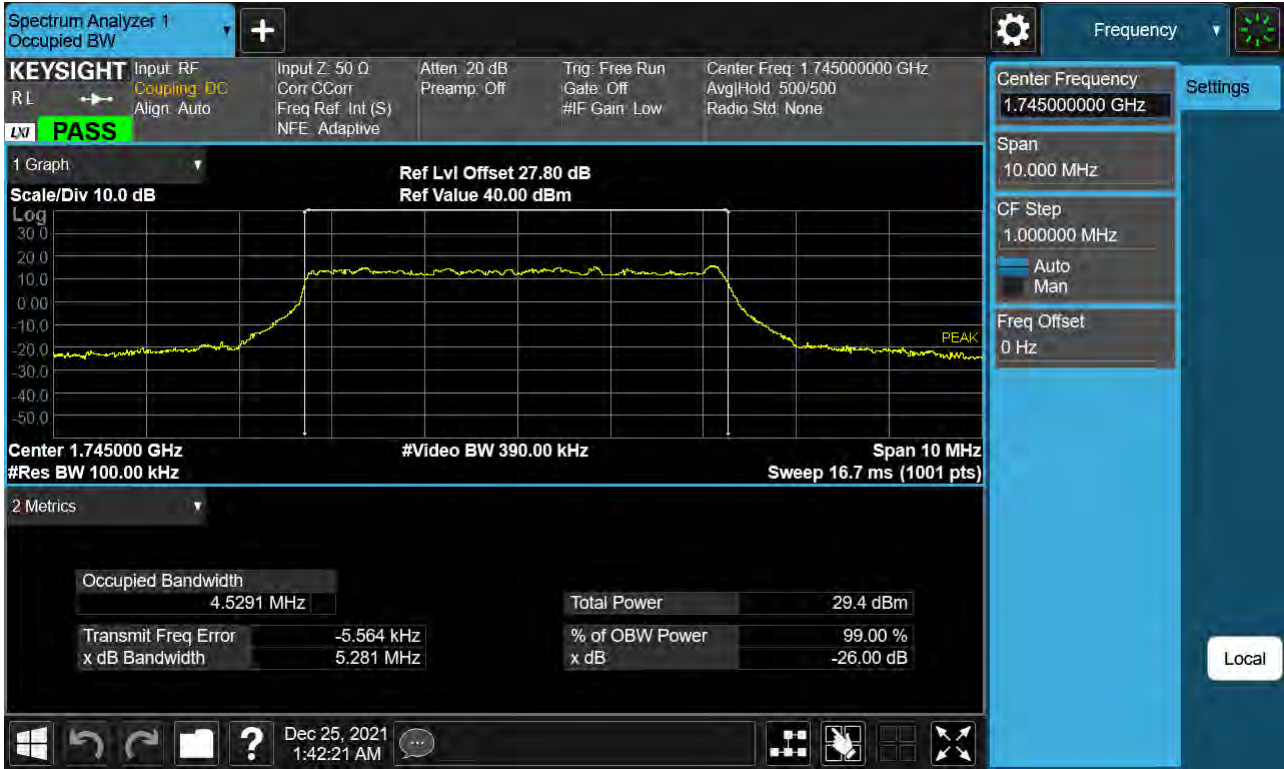 Spectrum Analyzer 1
Occupied BW
+
Frequency
KEYSIGHT
RL
LXI
PASS
Input: RF
Coupling: DC
Align: Auto
Input Z: 50 Ω
Corr CCorr
Freq Ref: Int (S)
NFE: Adaptive
Atten: 20 dB
Preamp: Off
Trig: Free Run
Gate: Off
#IF Gain: Low
Center Freq: 1.745000000 GHz
Avg|Hold: 500/500
Radio Std: None
Center Frequency
1.745000000 GHz
Settings
Span
10.000 MHz
CF Step
1.000000 MHz
Auto
Man
Freq Offset
0 Hz
Local
1 Graph
Scale/Div 10.0 dB
Ref Lvl Offset 27.80 dB
Ref Value 40.00 dBm
Log
30.0
20.0
10.0
0.00
-10.0
-20.0
-30.0
-40.0
-50.0
PEAK
Center 1.745000 GHz
#Video BW 390.00 kHz
Span 10 MHz
#Res BW 100.00 kHz
Sweep 16.7 ms (1001 pts)
2 Metrics
Occupied Bandwidth
4.5291 MHz
Total Power 29.4 dBm
Transmit Freq Error -5.564 kHz
% of OBW Power 99.00 %
x dB Bandwidth 5.281 MHz
x dB -26.00 dB
?
Dec 25, 2021
1:42:21 AM